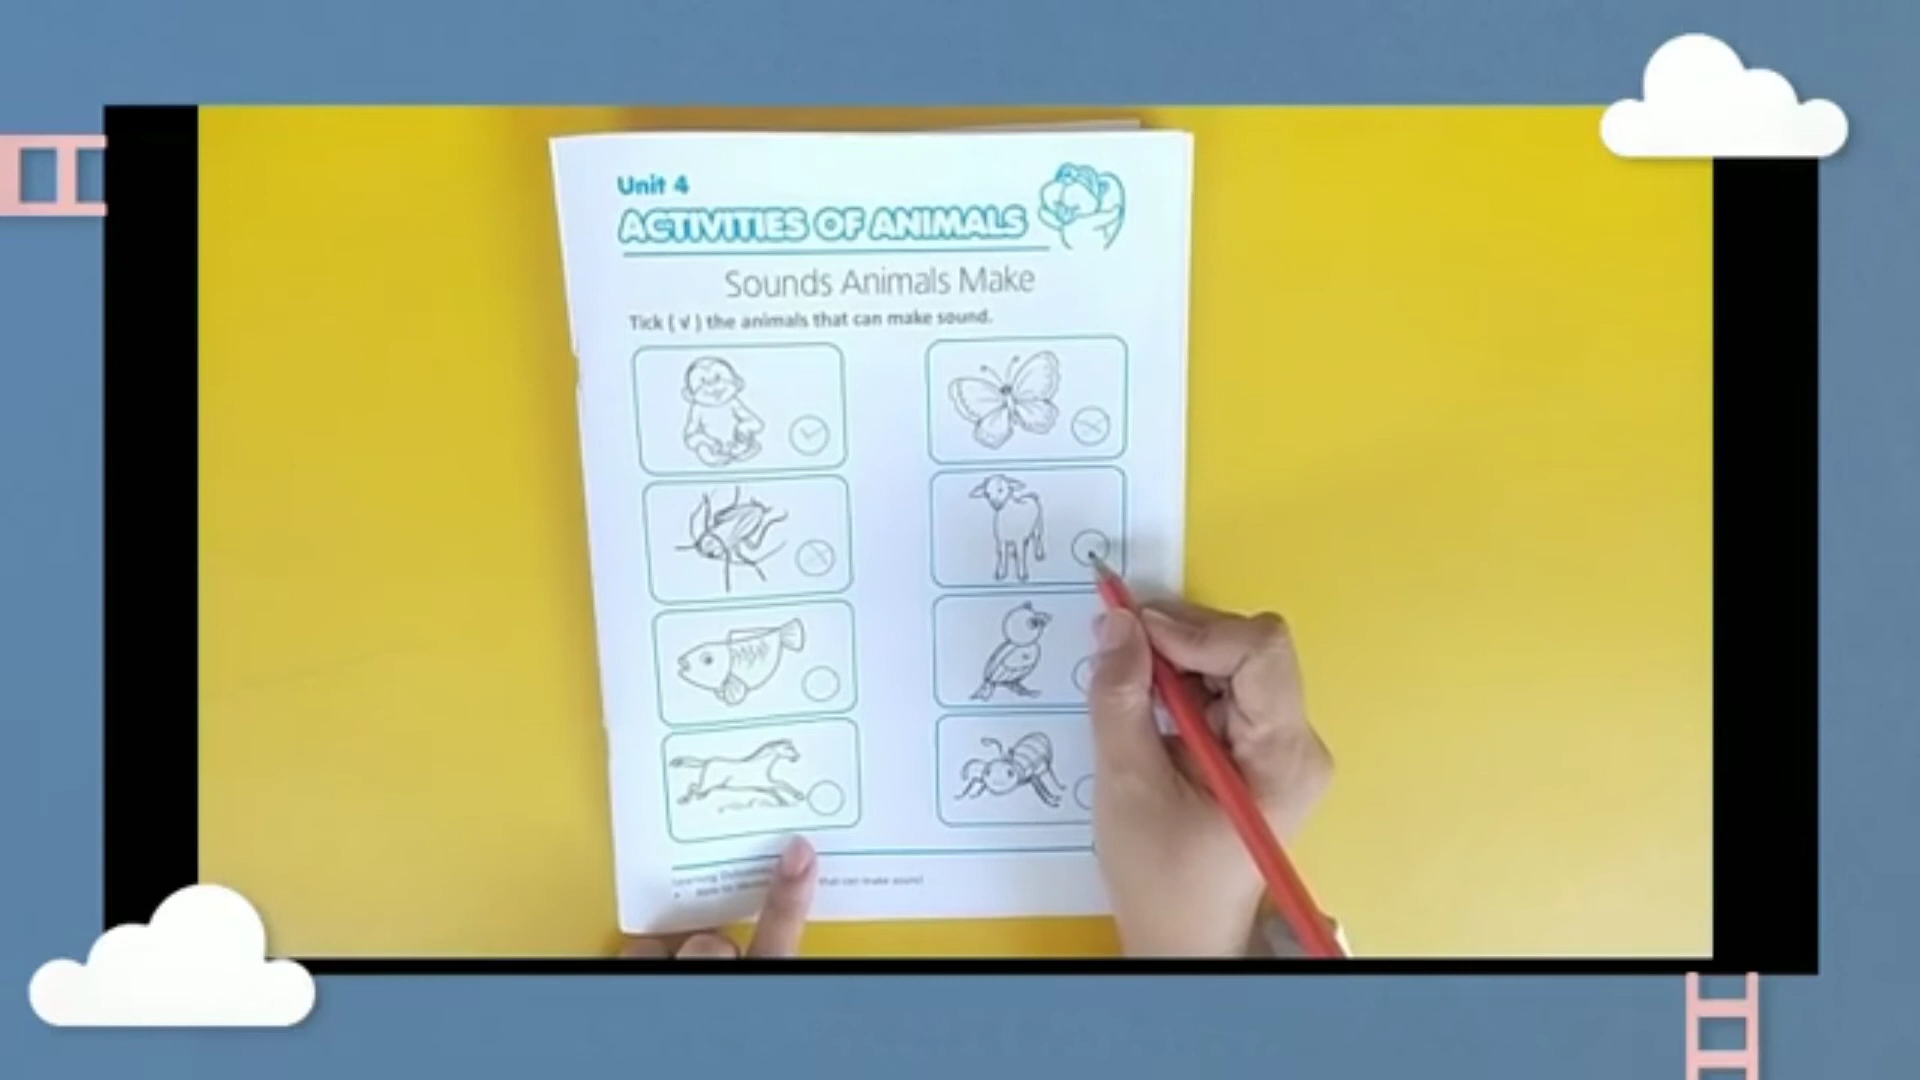 Unit 4
ACTIVITIES OF ANIMALS
Sounds Animals Make
Tick ( √ ) the animals that can make sound.
Learning
that can make sound